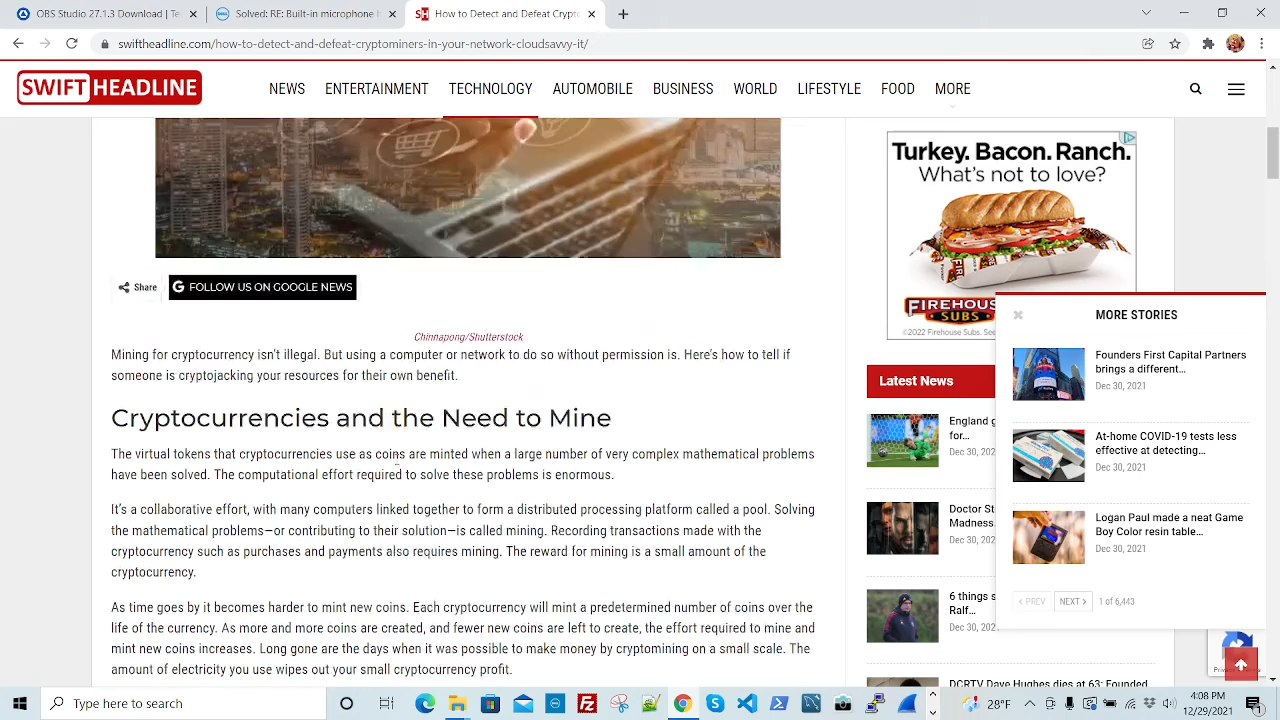 OBS 27.1.3 Downloa
How to Detect and Defeat Crypto
swiftheadline.com/how-to-detect-and-defeat-cryptominers-in-your-network-cloudsavvy-it/
SWIFT HEADLINE
NEWS
ENTERTAINMENT
TECHNOLOGY
AUTOMOBILE
BUSINESS
WORLD
LIFESTYLE
FOOD
MORE
Share
FOLLOW US ON GOOGLE NEWS
Chinnapong/Shutterstock
Mining for cryptocurrency isn't illegal. But using a computer or network to do so without permission is. Here's how to tell if
someone is cryptojacking your resources for their own benefit.
Cryptocurrencies and the Need to Mine
The virtual tokens that cryptocurrencies use as coins are minted when a large number of very complex mathematical problems
have been solved. The computational effort required to solve these problems is enormous.
It's a collaborative effort, with many computers linked together to form a distributed processing platform called a pool. Solving
the mathematical problems—or contributing to their solution—is called mining. Recording transactions made with the
cryptocurrency such as purchases and payments also requires mining. The reward for mining is a small amount of the
cryptocurrency.
As time goes by it becomes harder to mint new coins. Each cryptocurrency will mint a predetermined number of coins over the
life of the currency. As more and more coins are created, and fewer new coins are left to create, the effort required to mine and
mint new coins increases. Long gone are the days when it was possible to make money by cryptomining on a small scale. The
amount of electricity you use wipes out your small cryptocurrency profit.
Turkey. Bacon. Ranch.
What's not to love?
FIREHOUSE
SUBS
©2022 Firehouse Subs.
Latest News
England g
for...
Dec 30, 202
Doctor St
Madness
Dec 30, 202
6 things s
Ralf...
Dec 30, 202
DCRTV Dave Hughes dies at 63: Founded
MORE STORIES
Founders First Capital Partners
brings a different...
Dec 30, 2021
At-home COVID-19 tests less
effective at detecting...
Dec 30, 2021
Logan Paul made a neat Game
Boy Color resin table...
Dec 30, 2021
PREV
NEXT
1 of 6,443
Type here to search
28°F
4:08 PM
12/29/2021